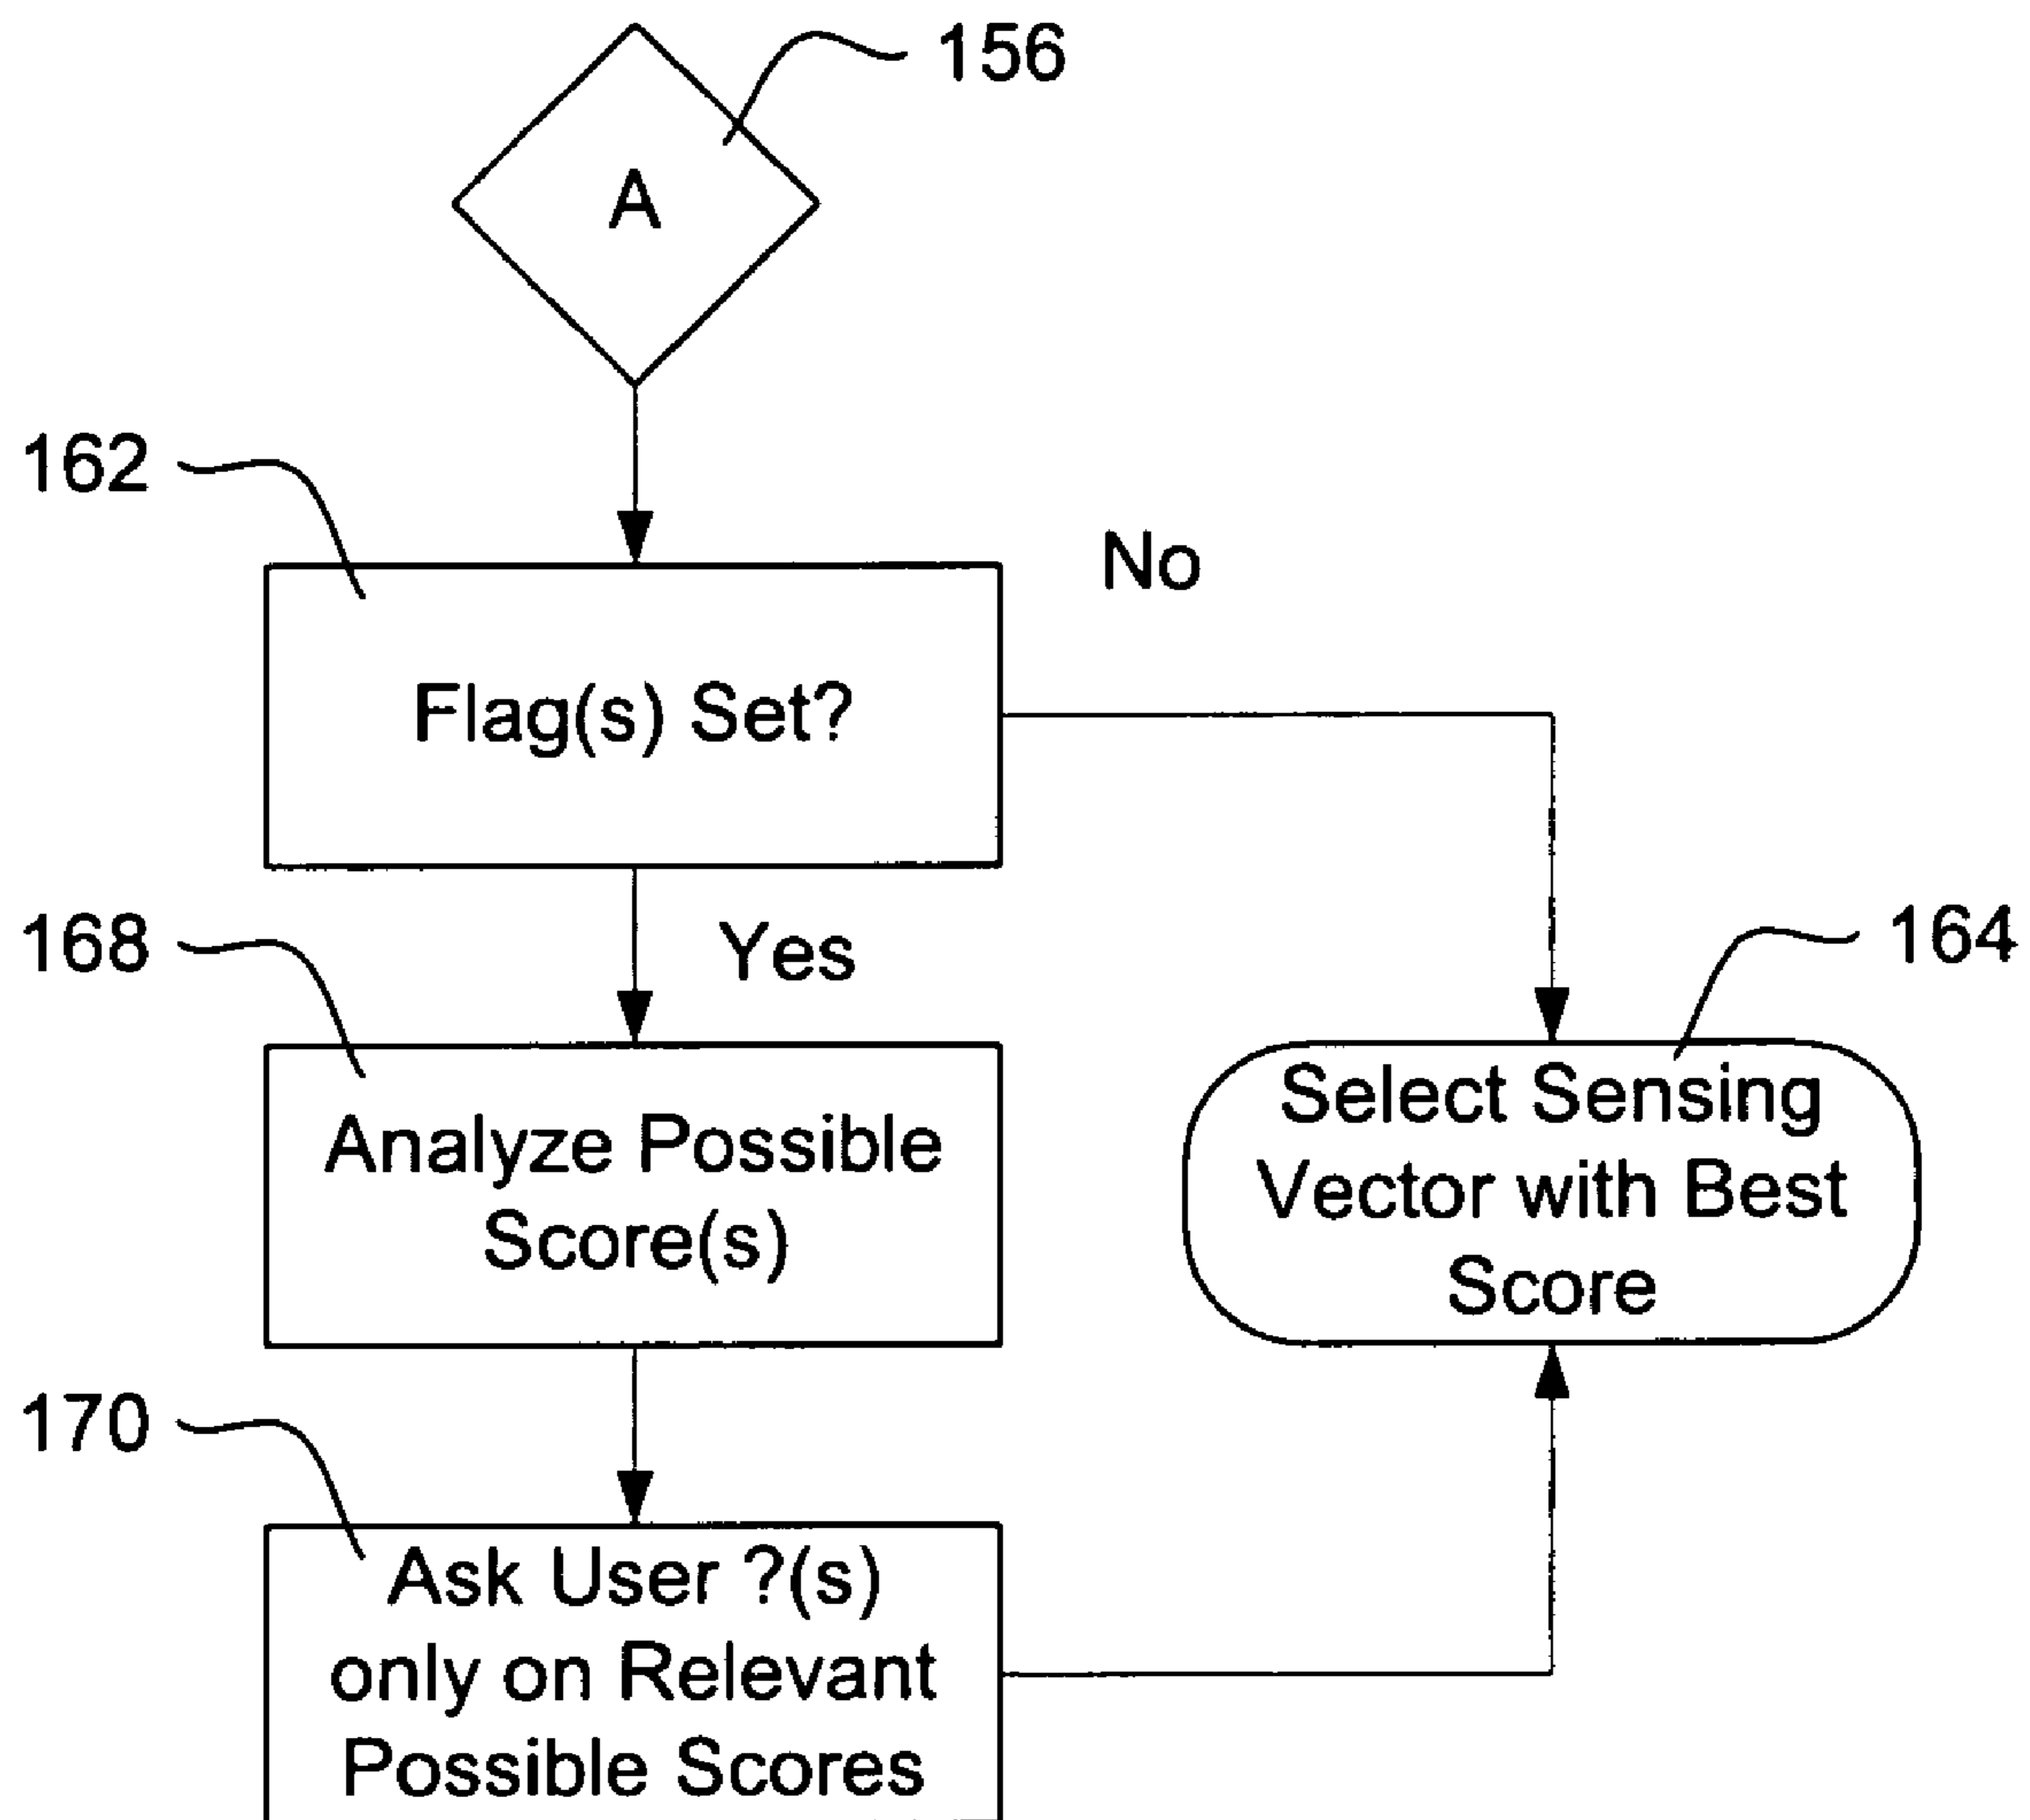 156
A
162
No
Flag(s) Set?
168
Yes
164
Analyze Possible
Score(s)
Select Sensing
Vector with Best
Score
170
Ask User ?(s)
only on Relevant
Possible Scores